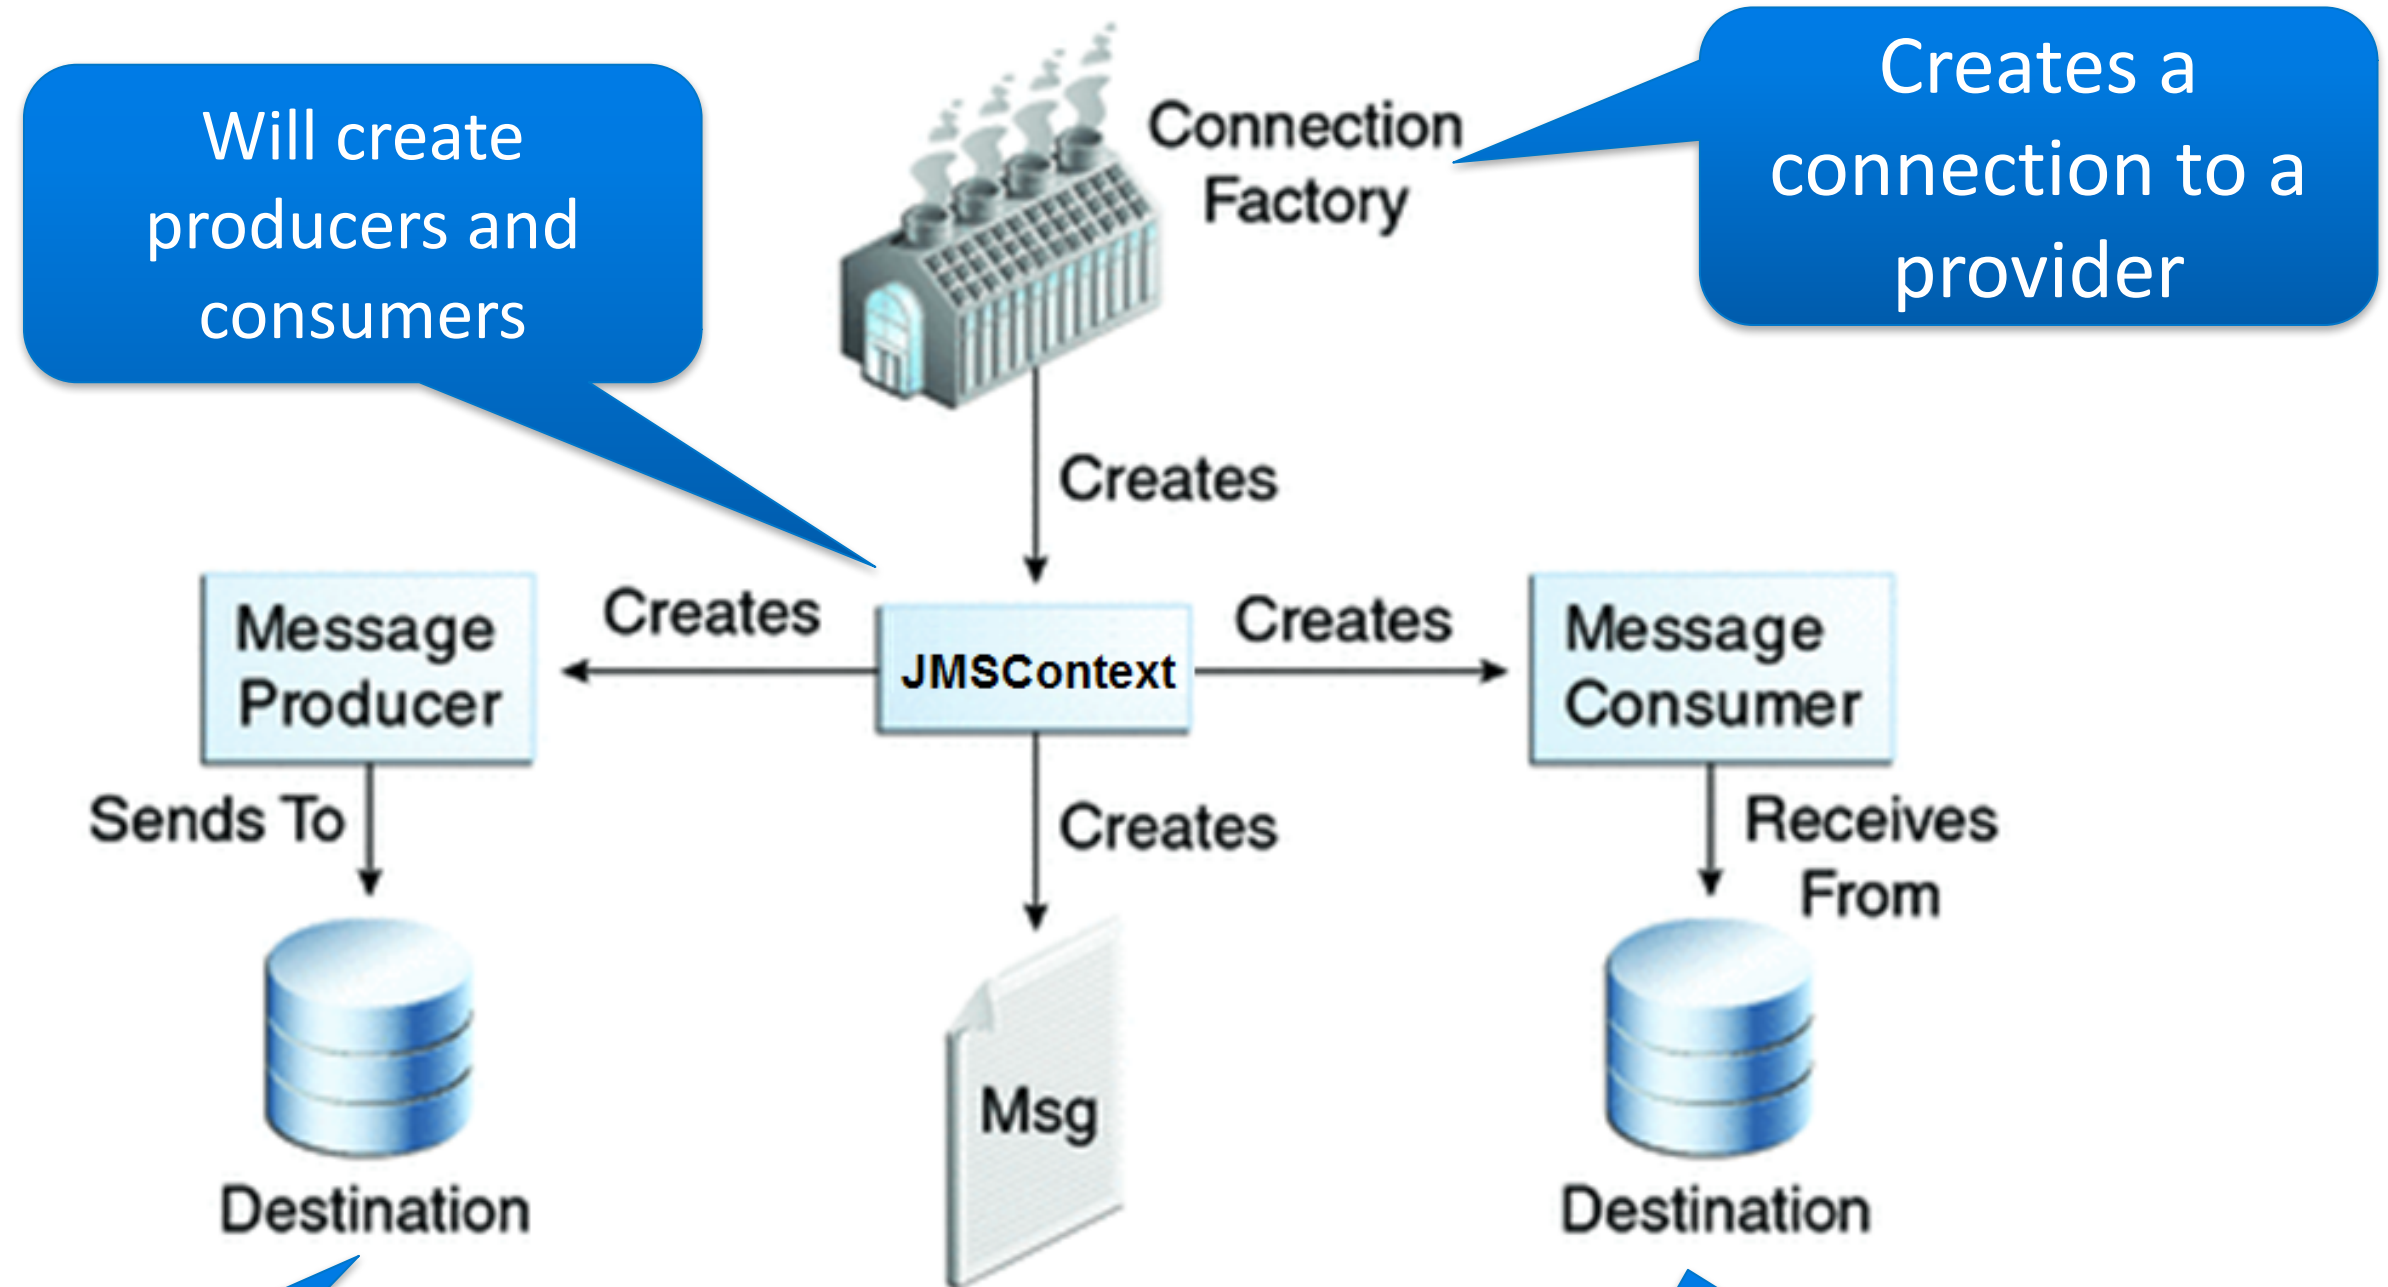 Will create
producers and
consumers
Connection
Factory
Creates a
connection to a
provider
Creates
Message
Producer
Creates
JMSContext
Creates
Message
Consumer
Sends To
Creates
Receives
From
Msg
Destination
Destination